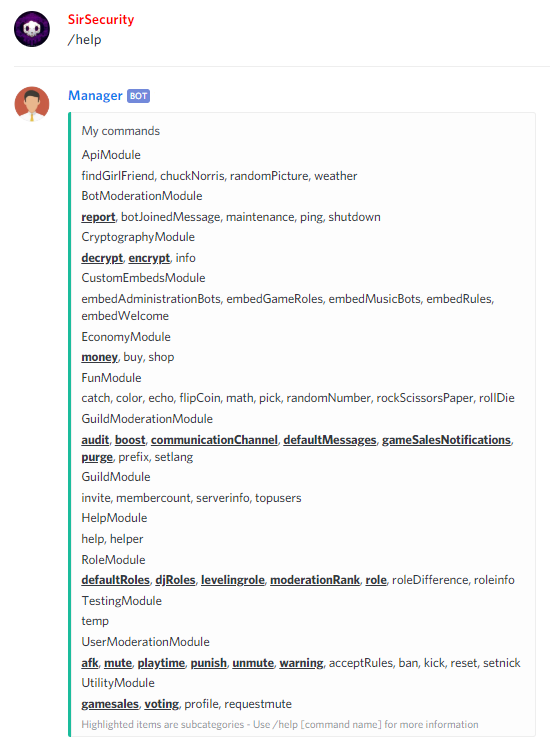 SirSecurity
/help
Manager BOT
My commands
ApiModule
findGirlFriend, chuckNorris, randomPicture, weather
BotModerationModule
report, botJoinedMessage, maintenance, ping, shutdown
CryptographyModule
decrypt, encrypt, info
CustomEmbedsModule
embedAdministrationBots, embedGameRoles, embedMusicBots, embedRules,
embedWelcome
EconomyModule
money, buy, shop
FunModule
catch, color, echo, flipCoin, math, pick, randomNumber, rockScissorsPaper, rollDie
GuildModerationModule
audit, boost, communicationChannel, defaultMessages, gameSalesNotifications,
purge, prefix, setlang
GuildModule
invite, membercount, serverinfo, topusers
HelpModule
help, helper
RoleModule
defaultRoles, djRoles, levelingrole, moderationRank, role, roleDifference, roleinfo
TestingModule
temp
UserModerationModule
afk, mute, playtime, punish, unmute, warning, acceptRules, ban, kick, reset, setnick
UtilityModule
gamesales, voting, profile, requestmute
Highlighted items are subcategories - Use /help [command name] for more information